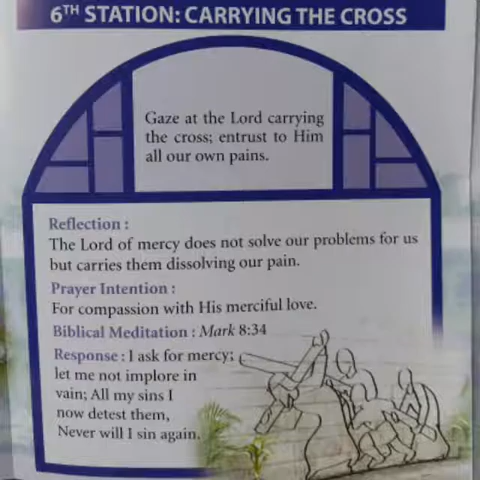 6TH STATION: CARRYING THE CROSS
Gaze at the Lord carrying
the cross; entrust to Him
all our own pains.
Reflection :
The Lord of mercy does not solve our problems for us
but carries them dissolving our pain.
Prayer Intention :
For compassion with His merciful love.
Biblical Meditation : Mark 8:34
Response : I ask for mercy;
let me not implore in
vain; All my sins I
now detest them,
Never will I sin again.